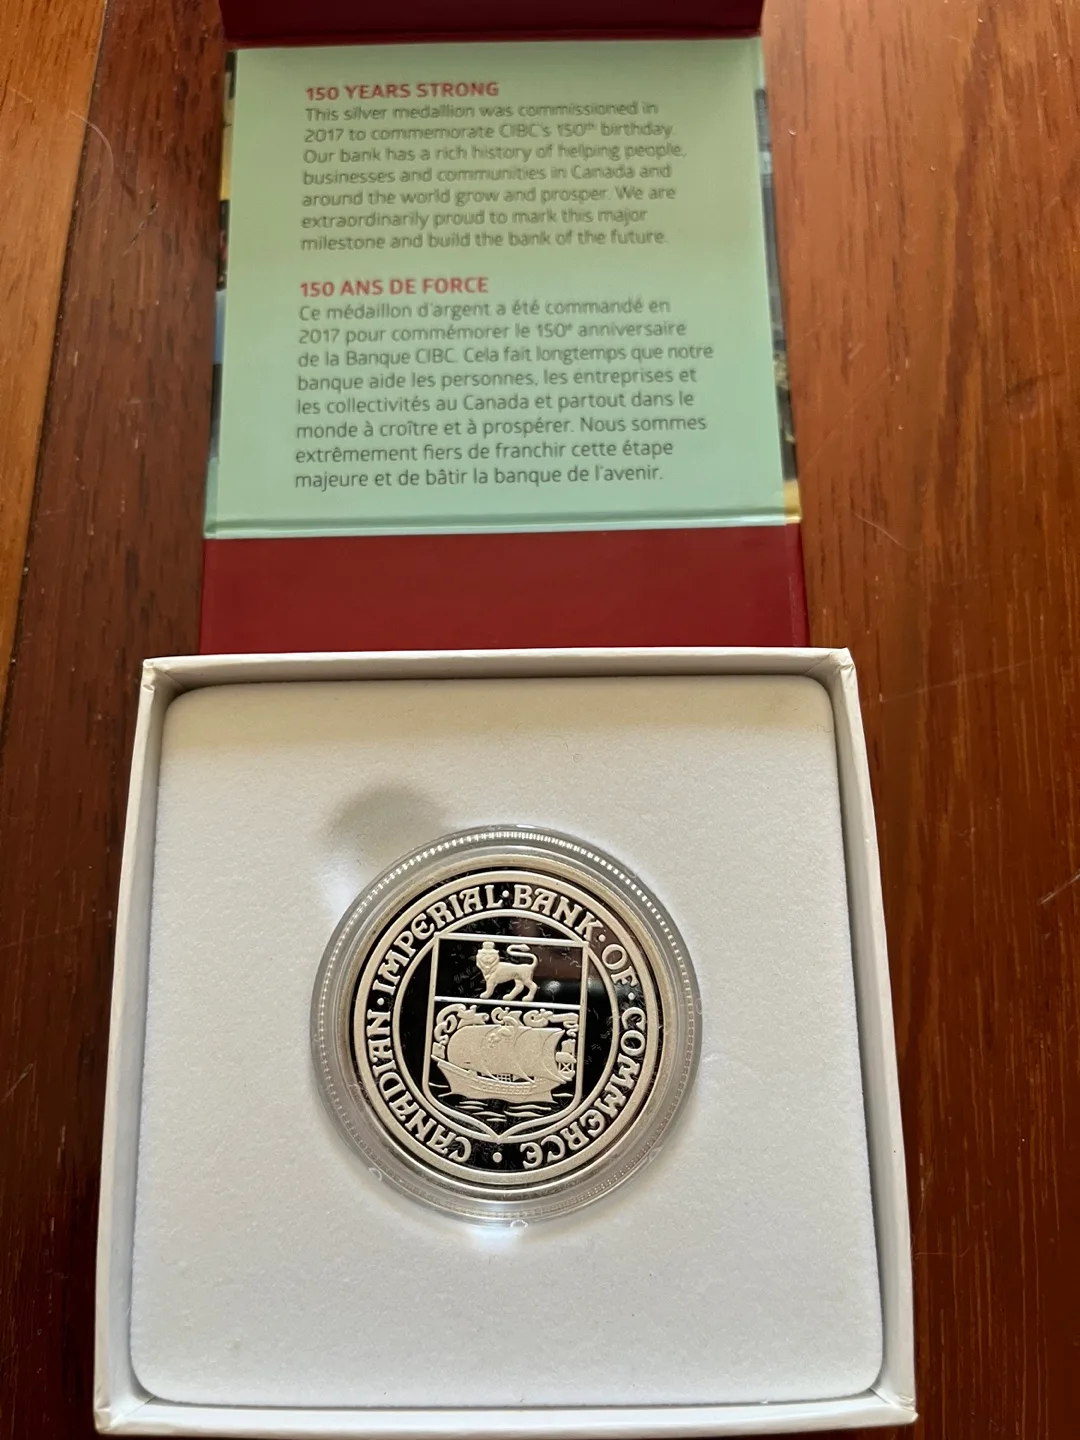 150 YEARS STRONG
This silver medallion was commissioned in
2017 to commemorate CIBC's 150th birthday.
Our bank has a rich history of helping people,
businesses and communities in Canada and
around the world grow and prosper. We are
extraordinarily proud to mark this major
milestone and build the bank of the future.
150 ANS DE FORCE
Ce médaillon d'argent a été commandé en
2017 pour commémorer le 150e anniversaire
de la Banque CIBC. Cela fait longtemps que notre
banque aide les personnes, les entreprises et
les collectivités au Canada et partout dans le
monde à croître et à prospérer. Nous sommes
extrêmement fiers de franchir cette étape
majeure et de bâtir la banque de l'avenir.
CANADIAN · IMPERIAL · BANK · OF · COMMERCE ·